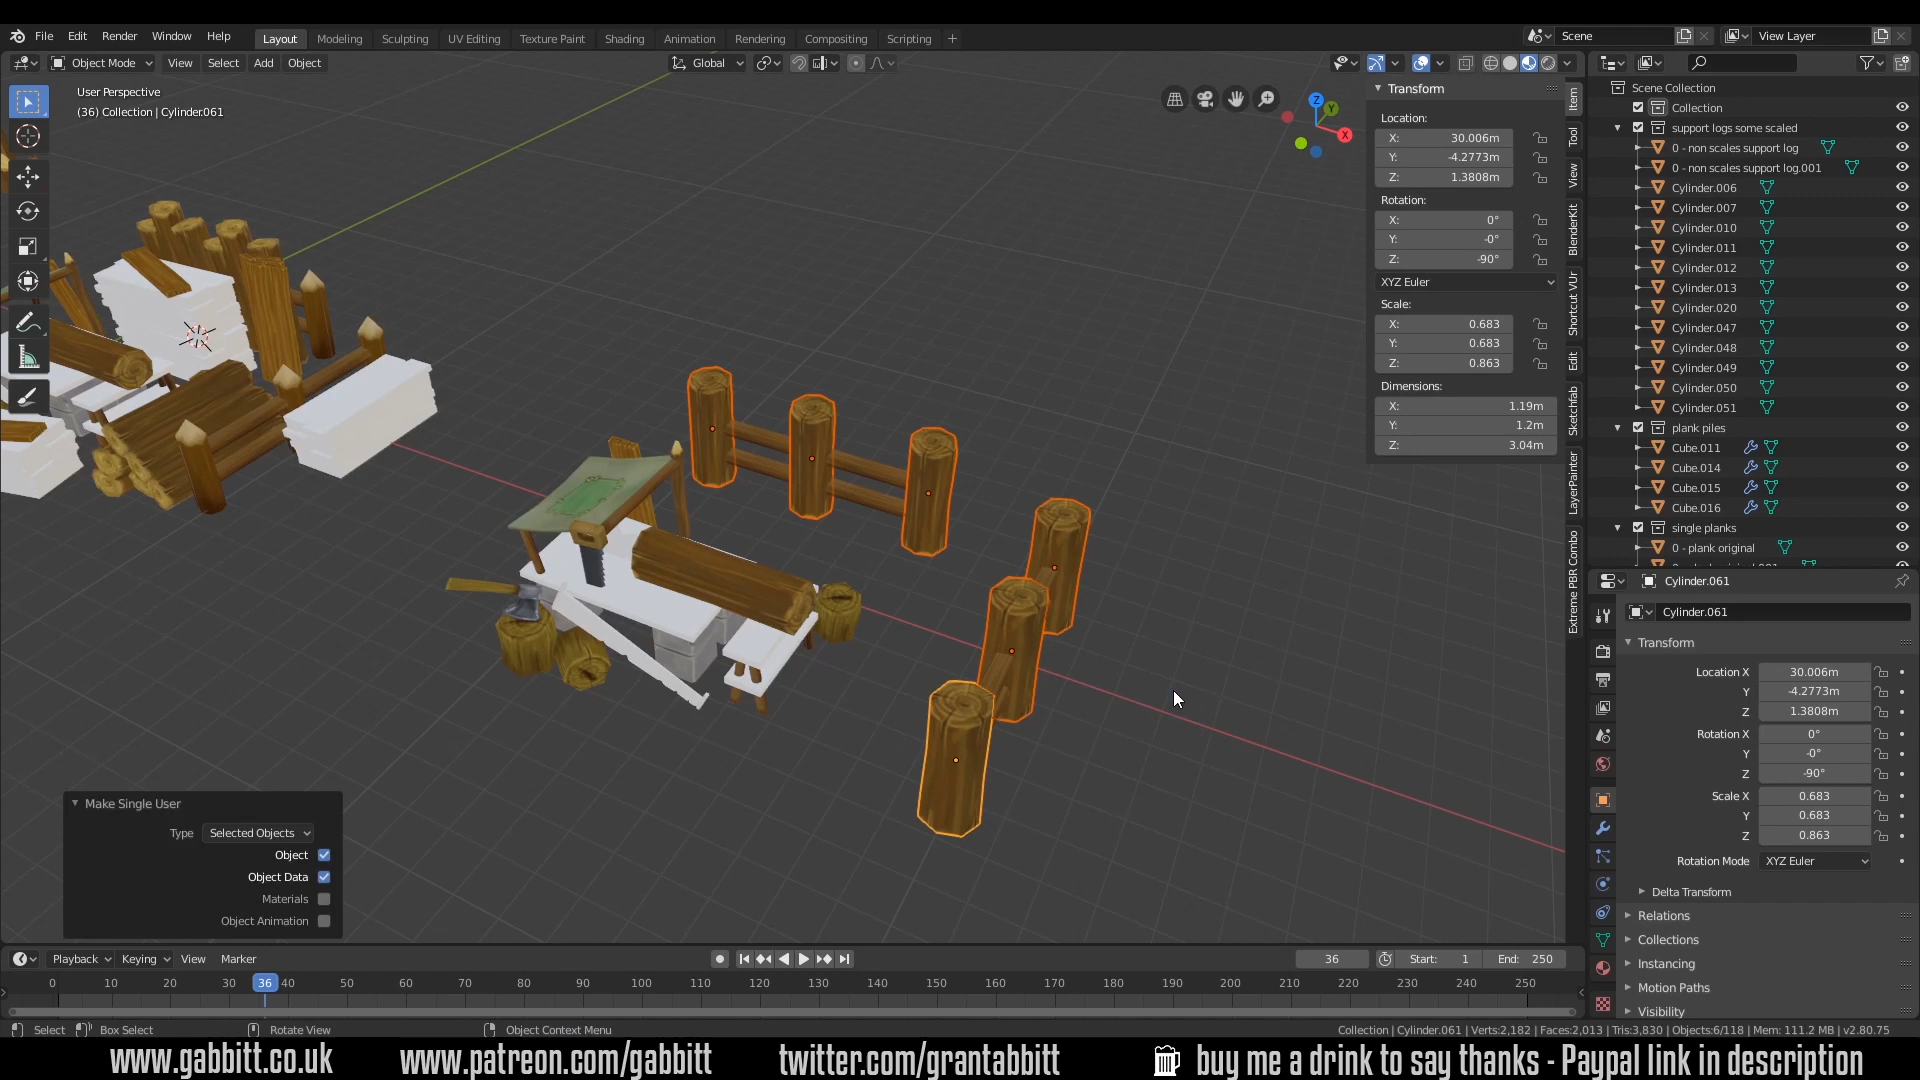 File Edit Render Window Help Layout Modeling Sculpting UV Editing Texture Paint Shading Animation Rendering Compositing Scripting + Scene View Layer
Object Mode View Select Add Object Global
User Perspective
(36) Collection | Cylinder.061
Z
Y
X
Transform
Location:
X: 30.006m
Y: -4.2773m
Z: 1.3808m
Rotation:
X: 0°
Y: -0°
Z: -90°
XYZ Euler
Scale:
X: 0.683
Y: 0.683
Z: 0.863
Dimensions:
X: 1.19m
Y: 1.2m
Z: 3.04m
Item
Tool
View
BlenderKit
Shortcut VUr
Edit
Sketchfab
LayerPainter
Extreme PBR Combo
Scene Collection
Collection
support logs some scaled
0 - non scales support log
0 - non scales support log.001
Cylinder.006
Cylinder.007
Cylinder.010
Cylinder.011
Cylinder.012
Cylinder.013
Cylinder.020
Cylinder.047
Cylinder.048
Cylinder.049
Cylinder.050
Cylinder.051
plank piles
Cube.011
Cube.014
Cube.015
Cube.016
single planks
0 - plank original
Cylinder.061
Cylinder.061
Transform
Location X 30.006m
Y -4.2773m
Z 1.3808m
Rotation X 0°
Y -0°
Z -90°
Scale X 0.683
Y 0.683
Z 0.863
Rotation Mode XYZ Euler
Delta Transform
Relations
Collections
Instancing
Motion Paths
Visibility
Make Single User
Type Selected Objects
Object
Object Data
Materials
Object Animation
Playback Keying View Marker 36 Start: 1 End: 250
0 10 20 30 36 40 50 60 70 80 90 100 110 120 130 140 150 160 170 180 190 200 210 220 230 240 250
Select Box Select Rotate View Object Context Menu Collection | Cylinder.061 | Verts:2,182 | Faces:2,013 | Tris:3,830 | Objects:6/118 | Mem: 111.2 MB | v2.80.75
www.gabbitt.co.uk www.patreon.com/gabbitt twitter.com/grantabbitt buy me a drink to say thanks - Paypal link in description